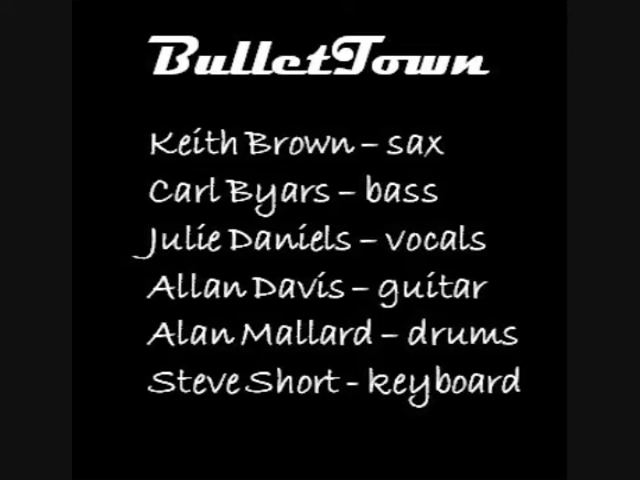 BulletTown
Keith Brown – sax
Carl Byars – bass
Julie Daniels – vocals
Allan Davis – guitar
Alan Mallard – drums
Steve Short - keyboard